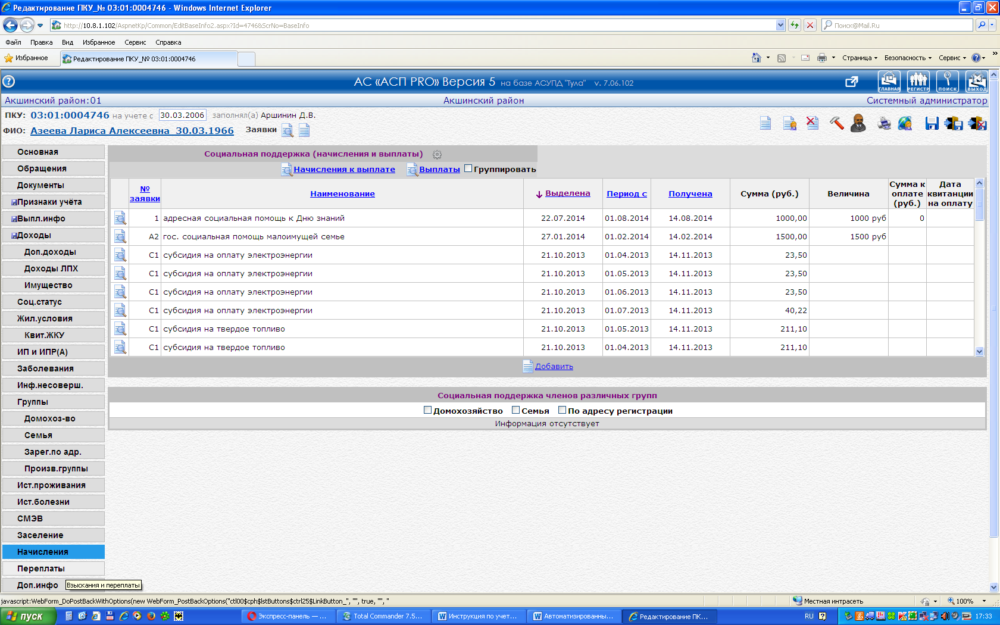 Редактирование ПКУ_№ 03:01:0004746 - Windows Internet Explorer
http://10.8.1.102/AspnetKp/Common/EditBaseInfo2.aspx?Id=4746&ScrNo=BaseInfo
Поиск@Mail.Ru
Файл Правка Вид Избранное Сервис Справка
Избранное Редактирование ПКУ_№ 03:01:0004746 Страница Безопасность Сервис
АС «АСП PRO» Версия 5 на базе АСУПД "Тула" v. 7.06.102
ГЛАВНАЯ РЕГИСТР ПОИСК ВЫХОД
Акшинский район:01 Акшинский район Системный администратор
ПКУ: 03:01:0004746 на учете с 30.03.2006 заполнял(а) Аршинин Д.В.
ФИО: Азеева Лариса Алексеевна 30.03.1966 Заявки
Основная
Обращения
Документы
Признаки учёта
Выпл.инфо
Доходы
Доп.доходы
Доходы ЛПХ
Имущество
Соц.статус
Жил.условия
Квит.ЖКУ
ИП и ИПР(А)
Заболевания
Инф.несоверш.
Группы
Домохоз-во
Семья
Зарег.по адр.
Произв.группы
Ист.проживания
Ист.болезни
СМЭВ
Заселение
Начисления
Переплаты
Доп.инфо
Взыскания и переплаты
Социальная поддержка (начисления и выплаты)
Начисления к выплате Выплаты Группировать
№ заявки Наименование Выделена Период с Получена Сумма (руб.) Величина Сумма к оплате (руб.) Дата квитанции на оплату
1 адресная социальная помощь к Дню знаний 22.07.2014 01.08.2014 14.08.2014 1000,00 1000 руб 0
А2 гос. социальная помощь малоимущей семье 27.01.2014 01.02.2014 14.02.2014 1500,00 1500 руб
С1 субсидия на оплату электроэнергии 21.10.2013 01.04.2013 14.11.2013 23,50
С1 субсидия на оплату электроэнергии 21.10.2013 01.05.2013 14.11.2013 23,50
С1 субсидия на оплату электроэнергии 21.10.2013 01.06.2013 14.11.2013 23,50
С1 субсидия на оплату электроэнергии 21.10.2013 01.07.2013 14.11.2013 40,22
С1 субсидия на твердое топливо 21.10.2013 01.05.2013 14.11.2013 211,10
С1 субсидия на твердое топливо 21.10.2013 01.04.2013 14.11.2013 211,10
Добавить
Социальная поддержка членов различных групп
Домохозяйство Семья По адресу регистрации
Информация отсутствует
javascript:WebForm_DoPostBackWithOptions(new WebForm_PostBackOptions("ctl00$cph$lstButtons$ctrl25$LinkButton_", "", true, "", "
Местная интрасеть 100%
пуск Экспресс-панель — ... Total Commander 7.5... Инструкция по учет... Автоматизированны... Редактирование ПК... RU 17:33